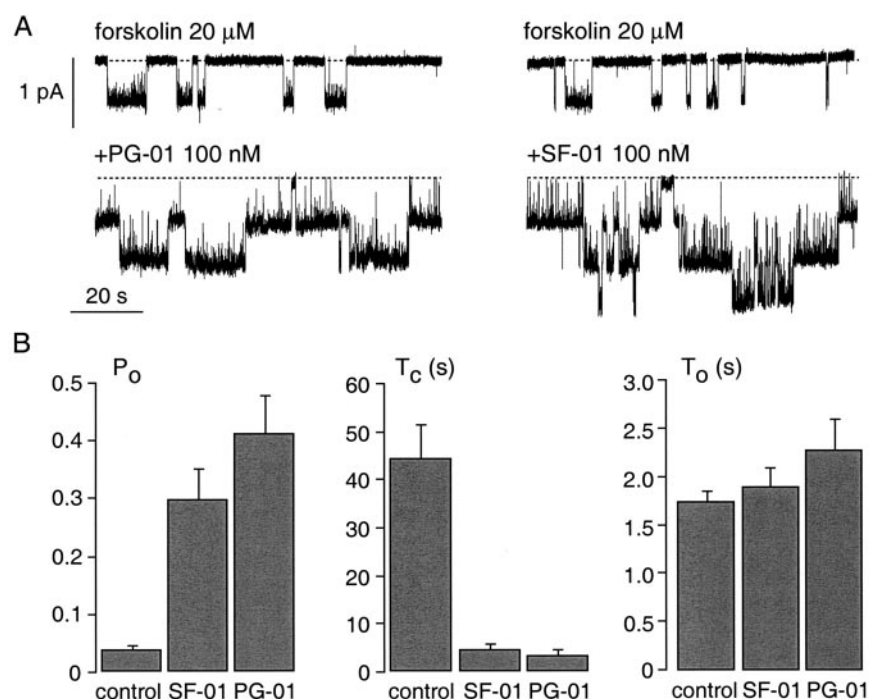 A
forskolin 20 μM
forskolin 20 μM
1 pA
+PG-01 100 nM
+SF-01 100 nM
20 s
B
Po
Tc (s)
To (s)
0.5
0.4
0.3
0.2
0.1
0
60
50
40
30
20
10
0
3.0
2.5
2.0
1.5
1.0
0.5
0.0
control SF-01 PG-01
control SF-01 PG-01
control SF-01 PG-01